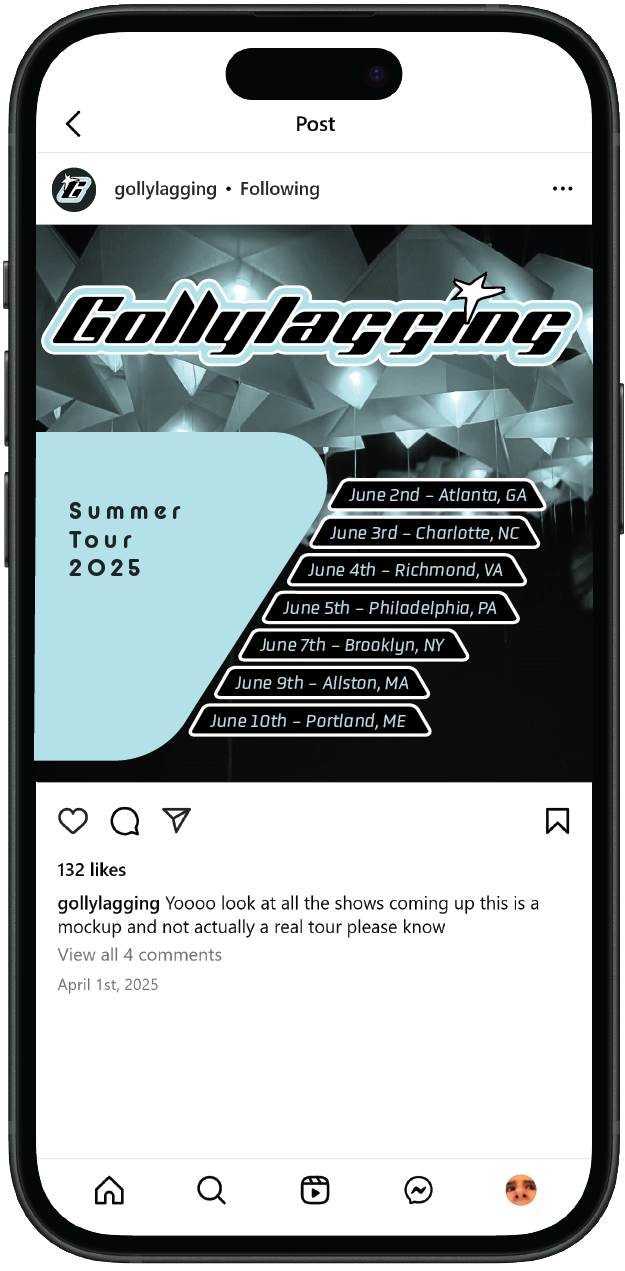 Post
gollylagging • Following
Gollylagging
Summer
Tour
2025
June 2nd – Atlanta, GA
June 3rd – Charlotte, NC
June 4th – Richmond, VA
June 5th – Philadelphia, PA
June 7th – Brooklyn, NY
June 9th – Allston, MA
June 10th – Portland, ME
132 likes
gollylagging Yoooo look at all the shows coming up this is a
mockup and not actually a real tour please know
View all 4 comments
April 1st, 2025